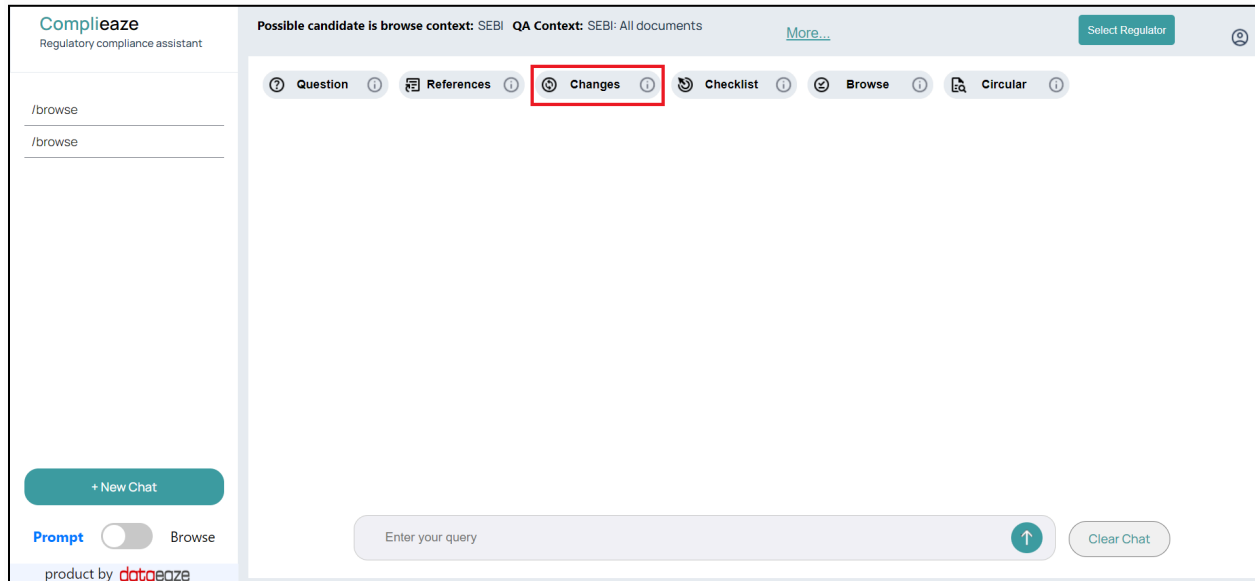 Complieaze
Regulatory compliance assistant
Possible candidate is browse context: SEBI QA Context: SEBI: All documents
More...
Select Regulator
Question
References
Changes
Checklist
Browse
Circular
/browse
/browse
+ New Chat
Prompt
Browse
Enter your query
Clear Chat
product by dataeaze